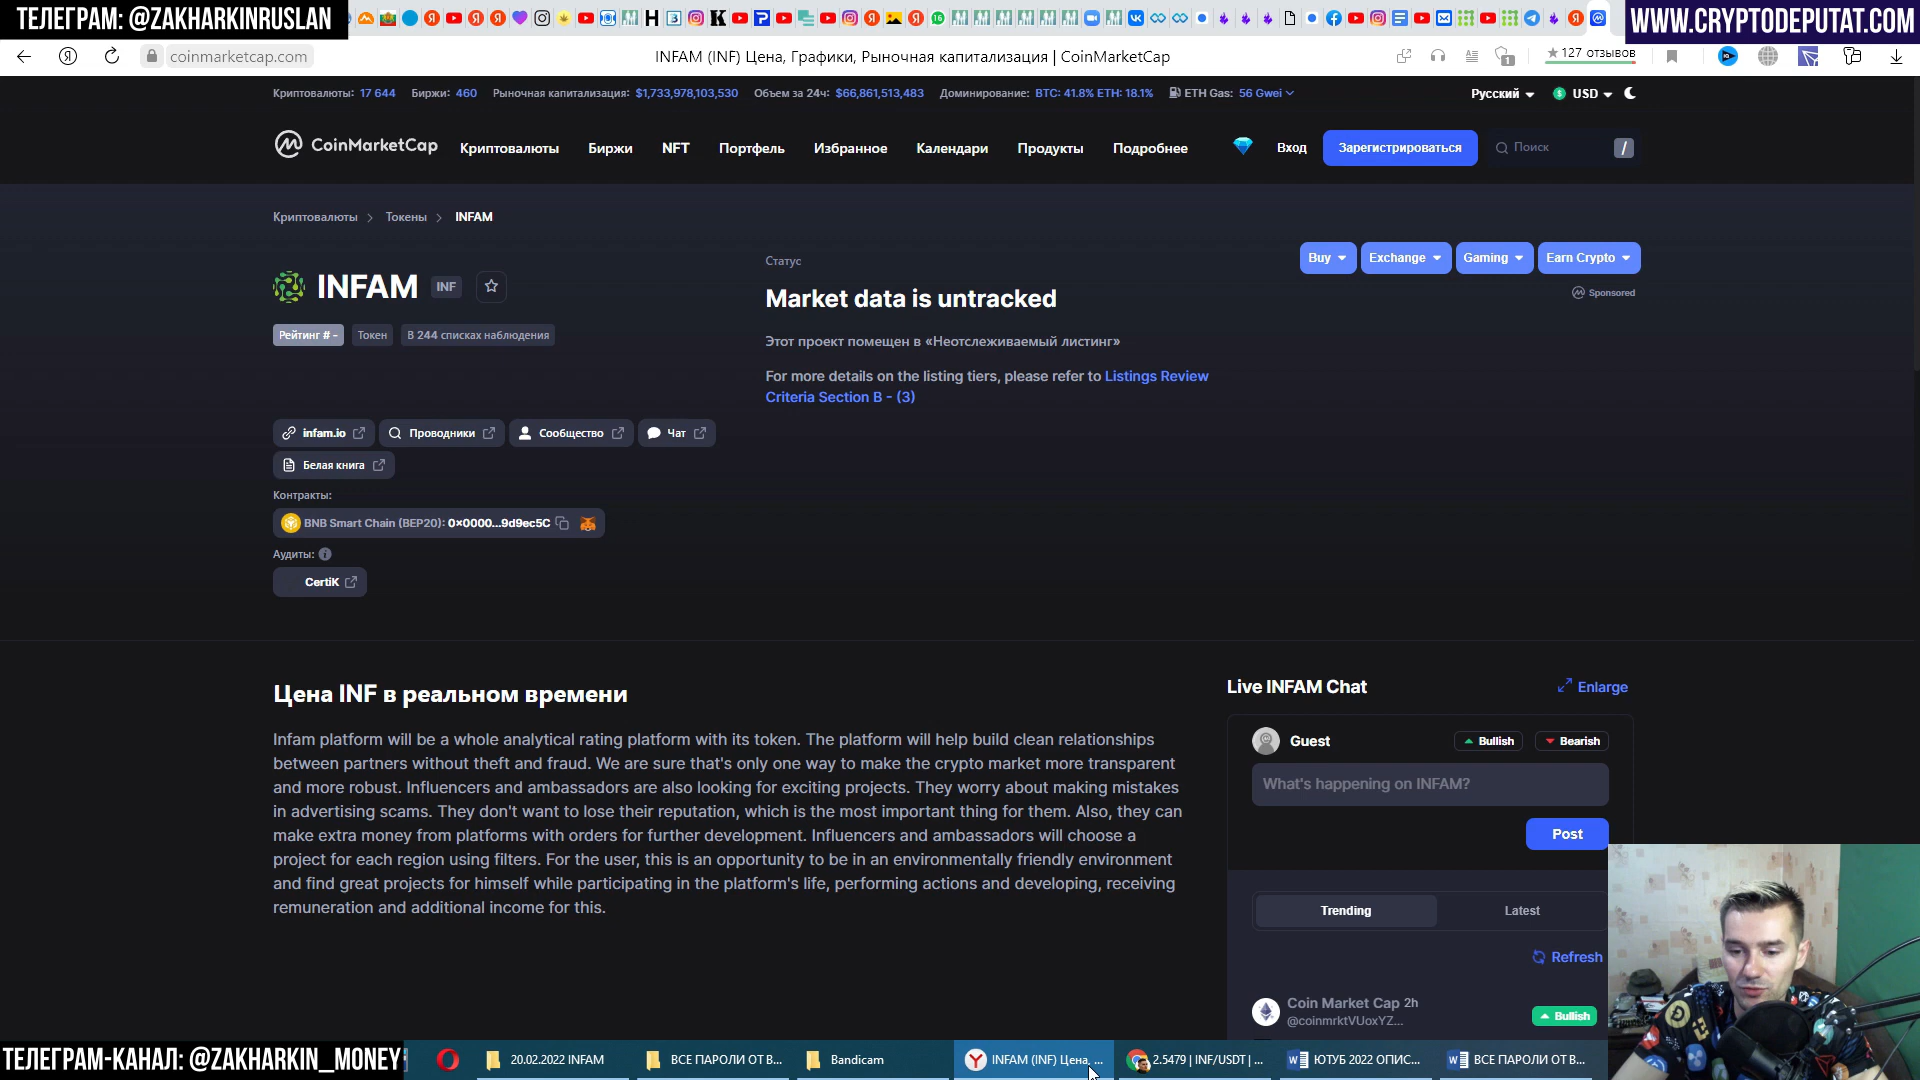 ТЕЛЕГРАМ: @ZAKHARKINRUSLAN
WWW.CRYPTODEPUTAT.COM
coinmarketcap.com
INFAM (INF) Цена, Графики, Рыночная капитализация | CoinMarketCap
★ 127 отзывов
Криптовалюты: 17 644 Биржи: 460 Рыночная капитализация: $1,733,978,103,530 Объем за 24ч: $66,861,513,483 Доминирование: BTC: 41.8% ETH: 18.1% ETH Gas: 56 Gwei
Русский USD
CoinMarketCap Криптовалюты Биржи NFT Портфель Избранное Календари Продукты Подробнее Вход Зарегистрироваться Поиск /
Криптовалюты > Токены > INFAM
INFAM INF
Рейтинг # - Токен В 244 списках наблюдения
Статус
Market data is untracked
Этот проект помещен в «Неотслеживаемый листинг»
For more details on the listing tiers, please refer to Listings Review
Criteria Section B - (3)
Buy Exchange Gaming Earn Crypto
Sponsored
infam.io Проводники Сообщество Чат
Белая книга
Контракты:
BNB Smart Chain (BEP20): 0x0000...9d9ec5C
Аудиты:
CertiK
Цена INF в реальном времени
Infam platform will be a whole analytical rating platform with its token. The platform will help build clean relationships
between partners without theft and fraud. We are sure that's only one way to make the crypto market more transparent
and more robust. Influencers and ambassadors are also looking for exciting projects. They worry about making mistakes
in advertising scams. They don't want to lose their reputation, which is the most important thing for them. Also, they can
make extra money from platforms with orders for further development. Influencers and ambassadors will choose a
project for each region using filters. For the user, this is an opportunity to be in an environmentally friendly environment
and find great projects for himself while participating in the platform's life, performing actions and developing, receiving
remuneration and additional income for this.
Live INFAM Chat
Enlarge
Guest
Bullish Bearish
What's happening on INFAM?
Post
Trending Latest
Refresh
Coin Market Cap 2h
@coinmrktVUoxYZ...
Bullish
ТЕЛЕГРАМ-КАНАЛ: @ZAKHARKIN_MONEY
20.02.2022 INFAM
ВСЕ ПАРОЛИ ОТ В...
Bandicam
INFAM (INF) Цена, ...
2.5479 | INF/USDT | ...
ЮТУБ 2022 ОПИС...
ВСЕ ПАРОЛИ ОТ В...